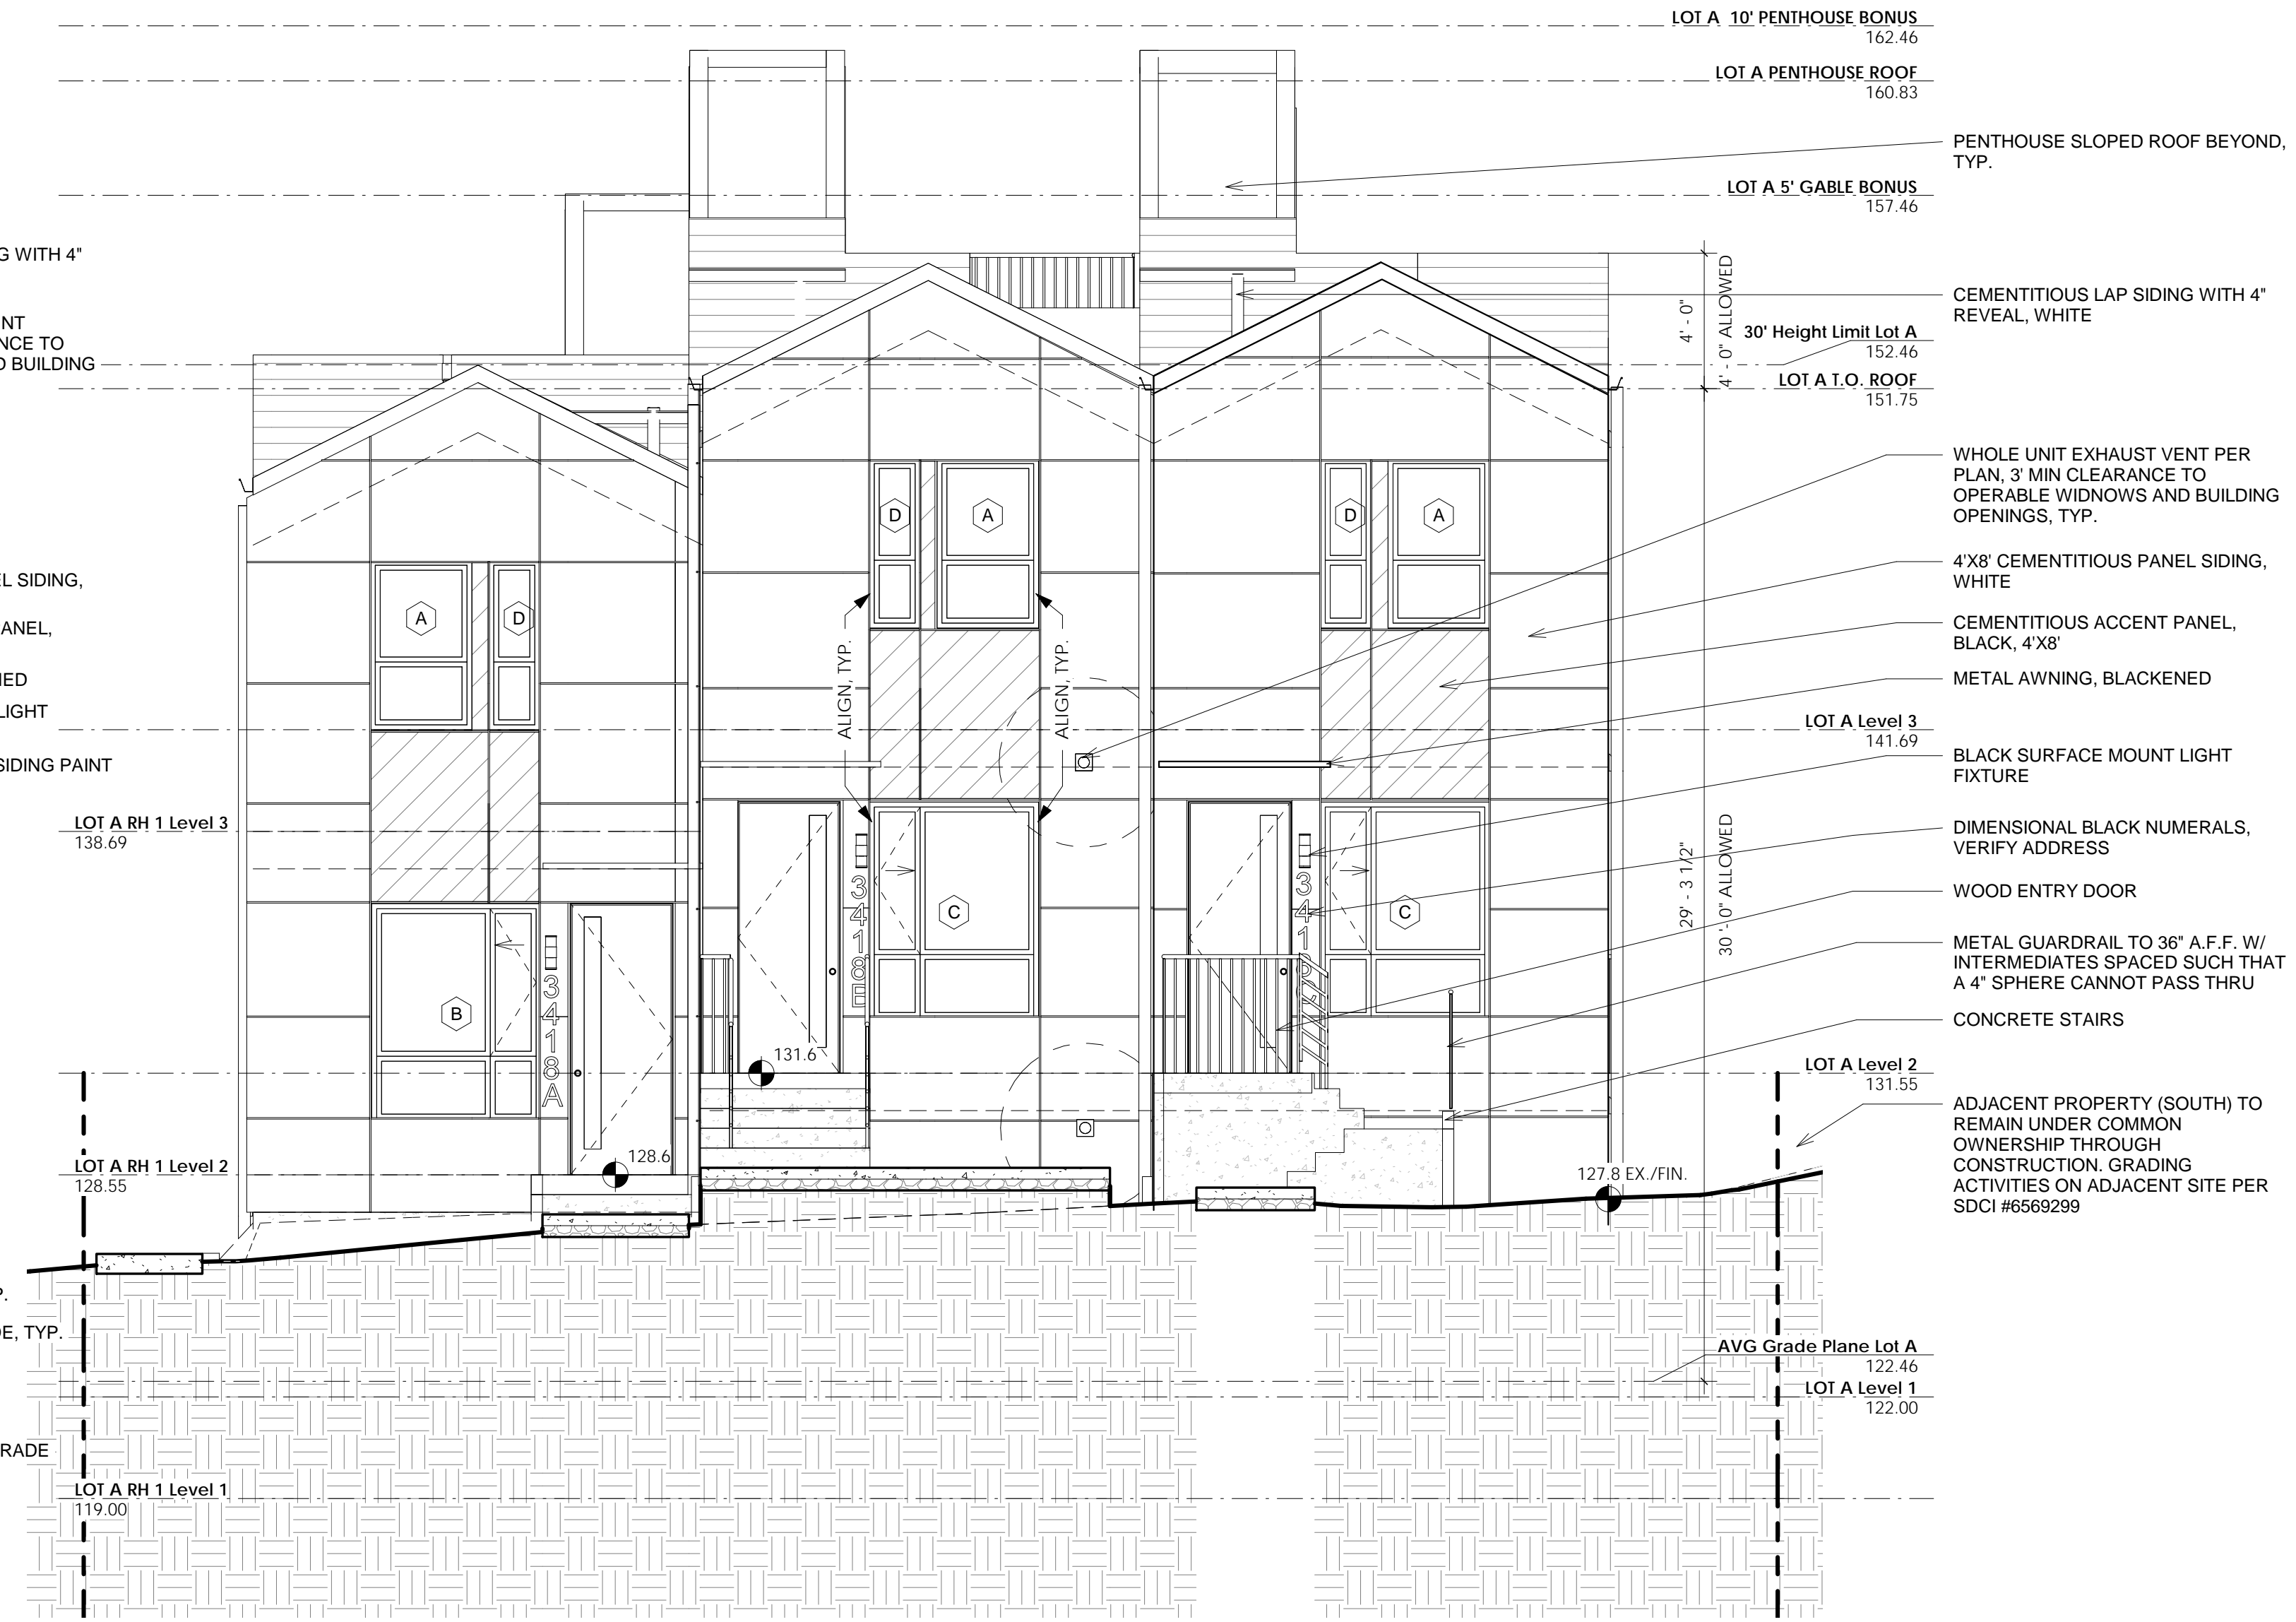 LOT A 10' PENTHOUSE BONUS
162.46
LOT A PENTHOUSE ROOF
160.83
PENTHOUSE SLOPED ROOF BEYOND,
TYP.
LOT A 5' GABLE BONUS
157.46
G WITH 4"
4' - 0"
4' - 0" ALLOWED
CEMENTITIOUS LAP SIDING WITH 4"
REVEAL, WHITE
NT
NCE TO
D BUILDING
30' Height Limit Lot A
152.46
LOT A T.O. ROOF
151.75
WHOLE UNIT EXHAUST VENT PER
PLAN, 3' MIN CLEARANCE TO
OPERABLE WIDNOWS AND BUILDING
OPENINGS, TYP.
D
A
D
A
4'X8' CEMENTITIOUS PANEL SIDING,
WHITE
EL SIDING,
A
D
ANEL,
CEMENTITIOUS ACCENT PANEL,
BLACK, 4'X8'
ALIGN, TYP.
ALIGN, TYP.
NED
METAL AWNING, BLACKENED
LIGHT
LOT A Level 3
141.69
SIDING PAINT
BLACK SURFACE MOUNT LIGHT
FIXTURE
LOT A RH 1 Level 3
138.69
DIMENSIONAL BLACK NUMERALS,
VERIFY ADDRESS
29' - 3 1/2"
30' - 0" ALLOWED
WOOD ENTRY DOOR
3418E
C
C
METAL GUARDRAIL TO 36" A.F.F. W/
INTERMEDIATES SPACED SUCH THAT
A 4" SPHERE CANNOT PASS THRU
B
3418A
CONCRETE STAIRS
131.6
LOT A Level 2
131.55
ADJACENT PROPERTY (SOUTH) TO
REMAIN UNDER COMMON
OWNERSHIP THROUGH
CONSTRUCTION. GRADING
ACTIVITIES ON ADJACENT SITE PER
SDCI #6569299
128.6
LOT A RH 1 Level 2
128.55
127.8 EX./FIN.
P.
DE, TYP.
AVG Grade Plane Lot A
122.46
LOT A Level 1
122.00
RADE
LOT A RH 1 Level 1
119.00